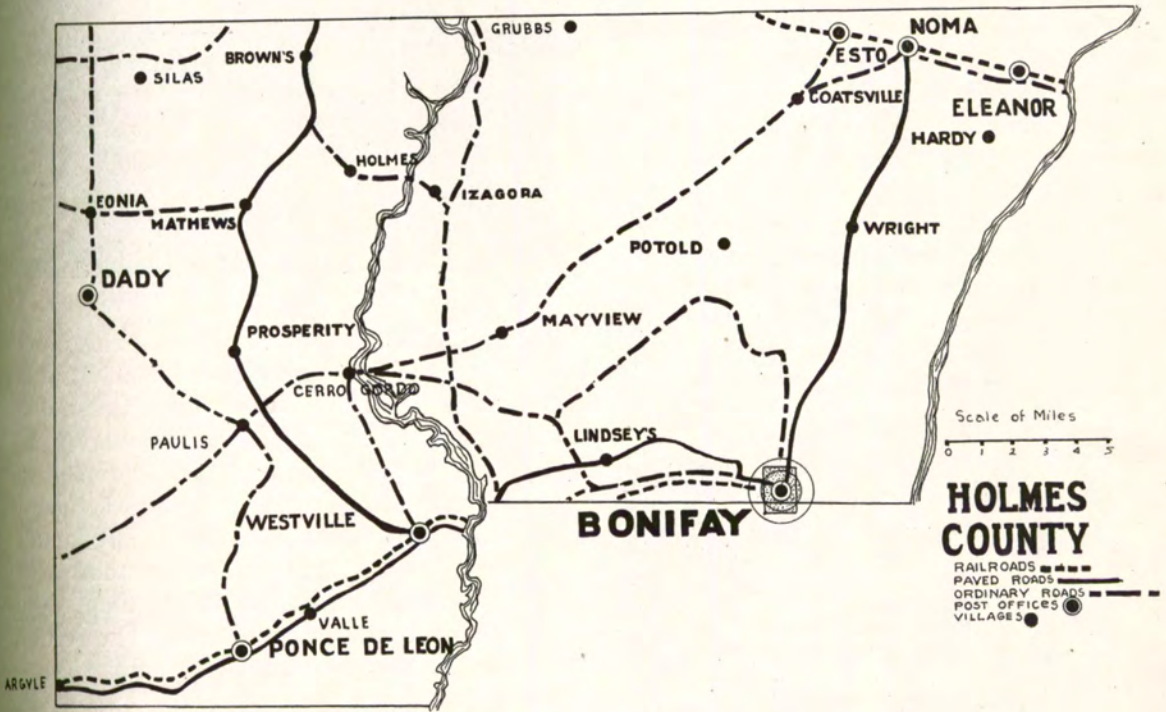 GRUBBS
NOMA
ESTO
BROWN'S
SILAS
COATSVILLE
ELEANOR
HARDY
HOLMES
IZAGORA
EONIA
MATHEWS
WRIGHT
POTOLD
DADY
MAYVIEW
PROSPERITY
CERRO GORDO
Scale of Miles
0 1 2 3 4 5
LINDSEY'S
PAULIS
HOLMES
COUNTY
WESTVILLE
BONIFAY
RAILROADS
PAVED ROADS
ORDINARY ROADS
POST OFFICES
VILLAGES
VALLE
PONCE DE LEON
ARGYLE